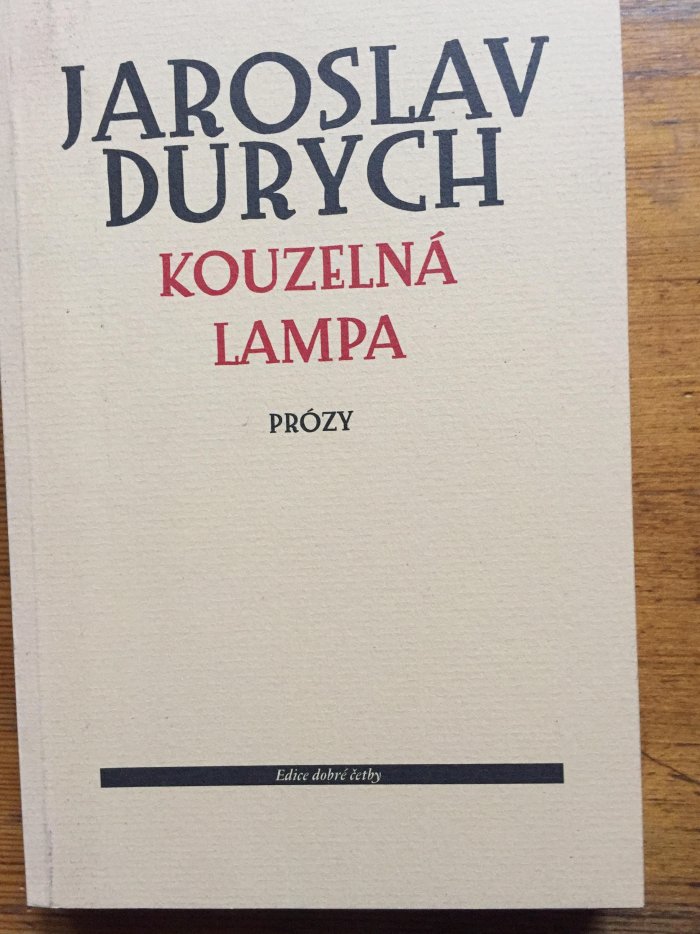 JAROSLAV
DURYCH
KOUZELNÁ
LAMPA
PRÓZY
Edice dobré četby